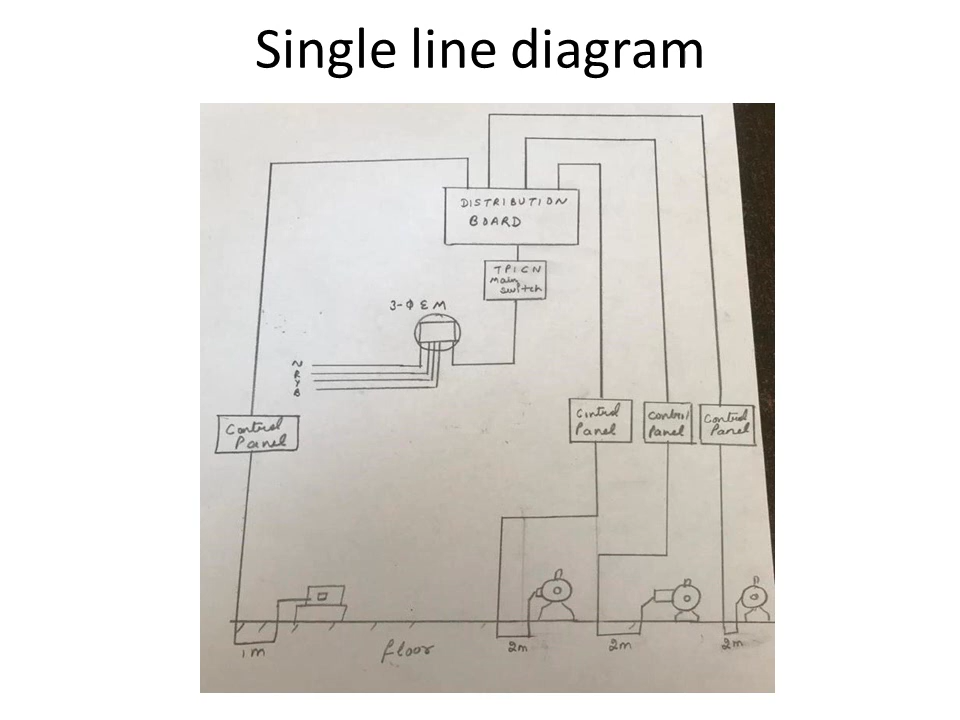 Single line diagram
DISTRIBUTION
BOARD
TPICN
Main
Switch
3-Φ EM
N
R
Y
B
Control
Panel
Control
Panel
Control
Panel
Control
Panel
1m
floor
2m
2m
2m